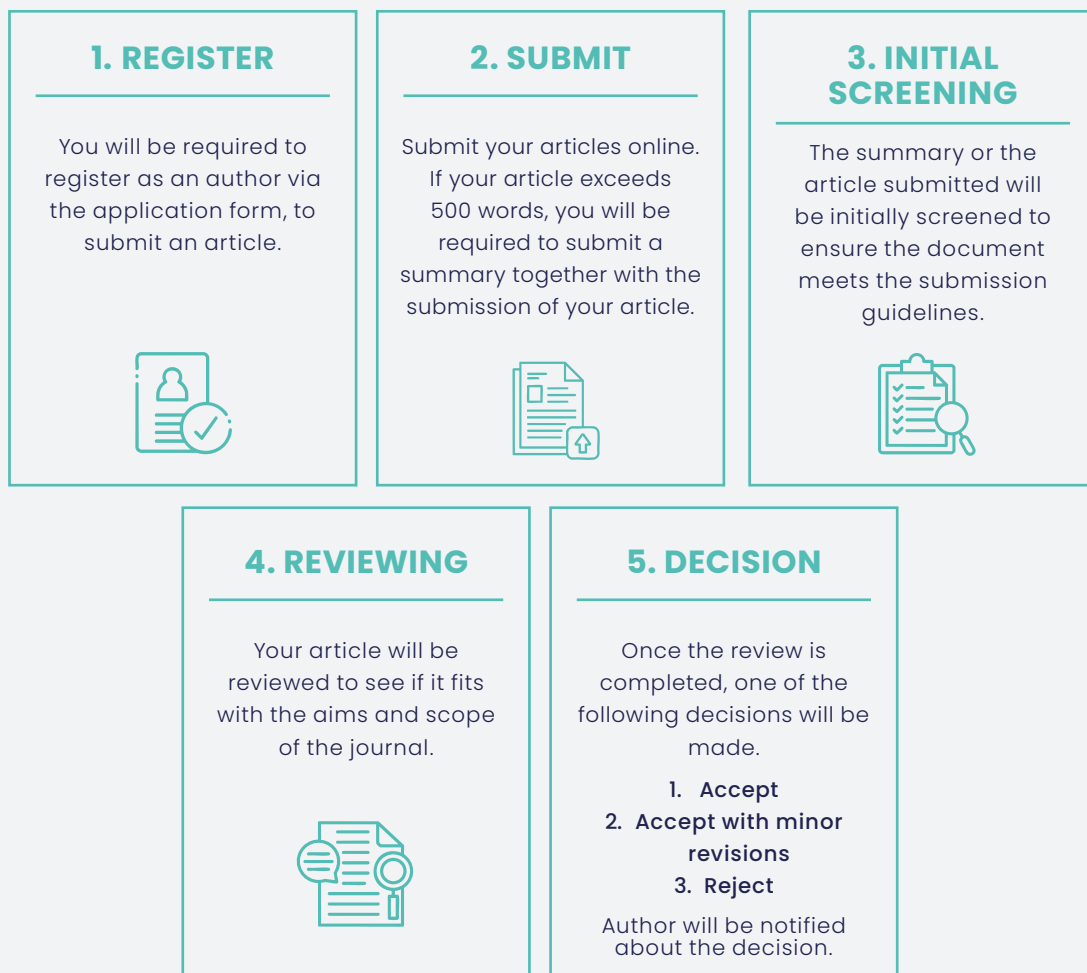 1. REGISTER
You will be required to
register as an author via
the application form, to
submit an article.
2. SUBMIT
Submit your articles online.
If your article exceeds
500 words, you will be
required to submit a
summary together with the
submission of your article.
3. INITIAL
SCREENING
The summary or the
article submitted will
be initially screened to
ensure the document
meets the submission
guidelines.
4. REVIEWING
Your article will be
reviewed to see if it fits
with the aims and scope
of the journal.
5. DECISION
Once the review is
completed, one of the
following decisions will be
made.
1. Accept
2. Accept with minor
revisions
3. Reject
Author will be notified
about the decision.